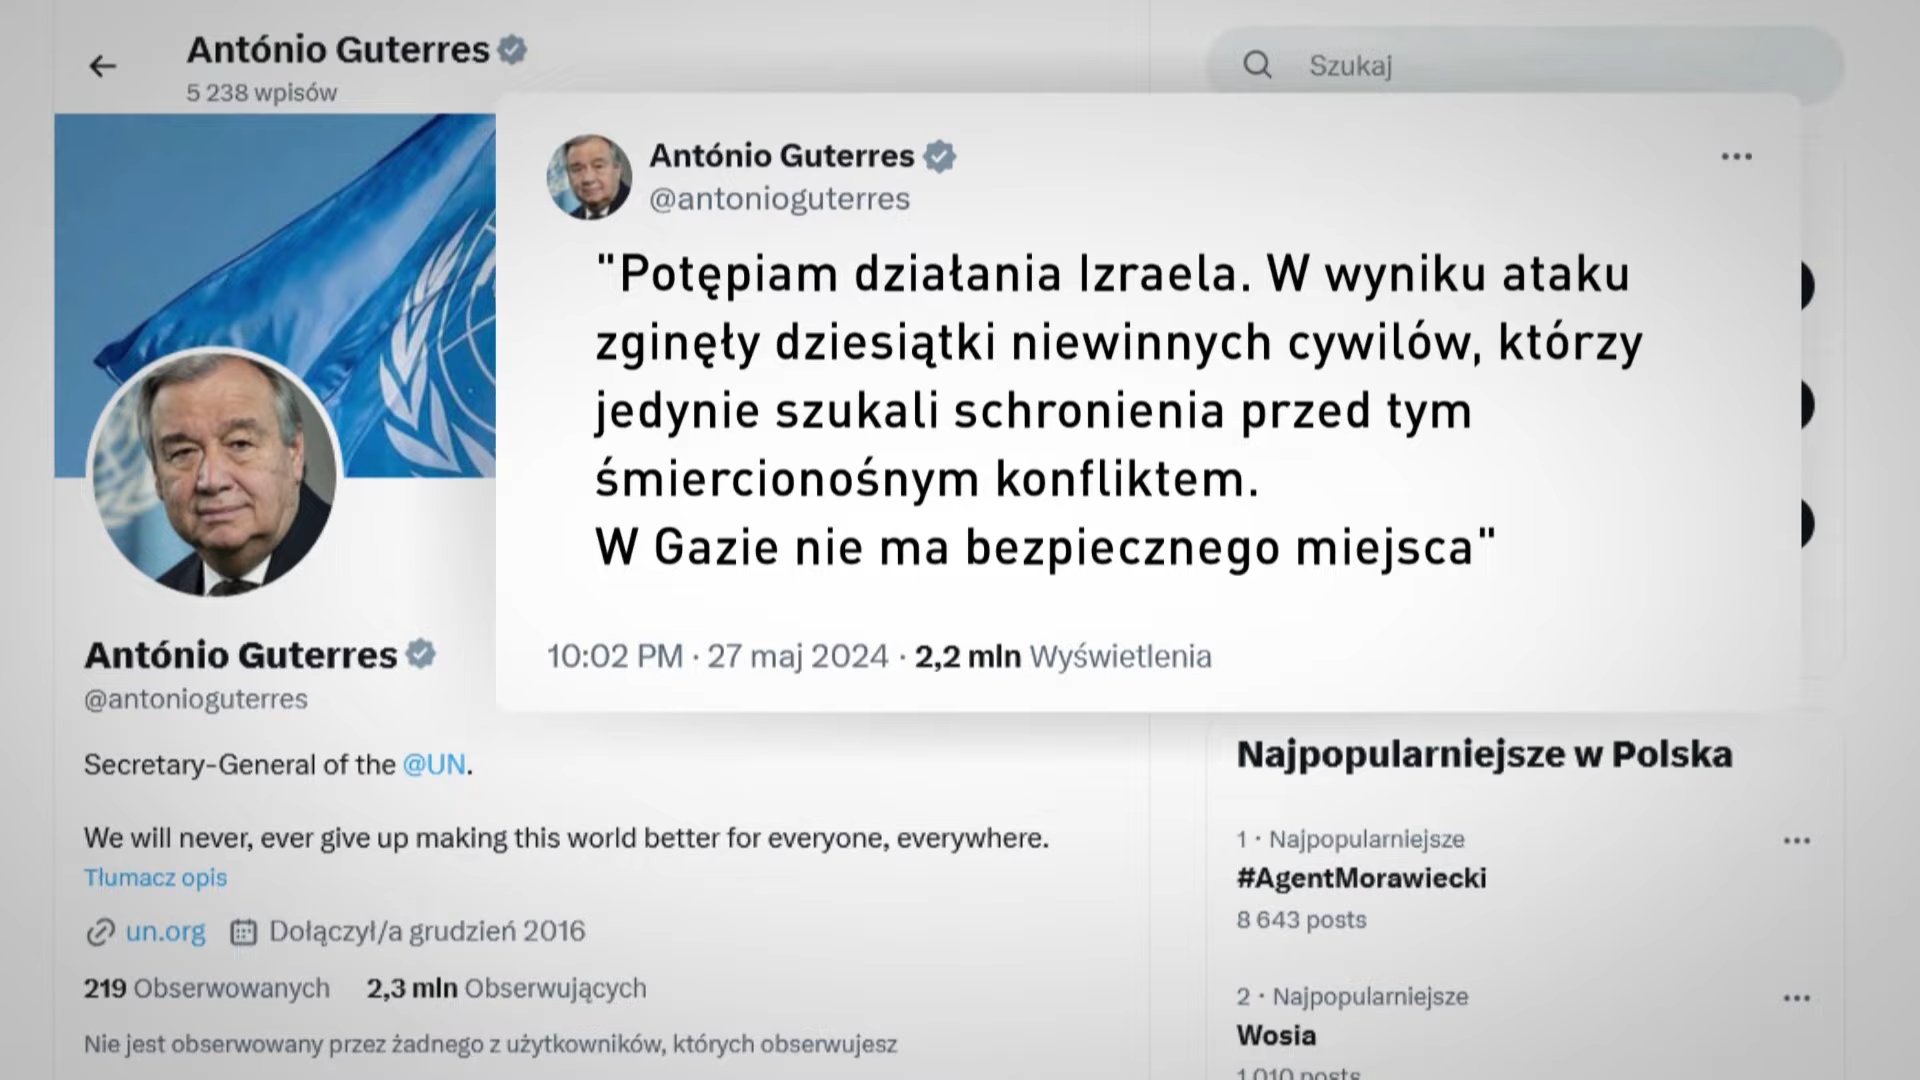 António Guterres
5 238 wpisów
Szukaj
António Guterres
@antonioguterres
"Potępiam działania Izraela. W wyniku ataku
zginęły dziesiątki niewinnych cywilów, którzy
jedynie szukali schronienia przed tym
śmiercionośnym konfliktem.
W Gazie nie ma bezpiecznego miejsca"
10:02 PM · 27 maj 2024 · 2,2 mln Wyświetlenia
António Guterres
@antonioguterres
Secretary-General of the @UN.
We will never, ever give up making this world better for everyone, everywhere.
Tłumacz opis
un.org Dołączył/a grudzień 2016
219 Obserwowanych 2,3 mln Obserwujących
Nie jest obserwowany przez żadnego z użytkowników, których obserwujesz
Najpopularniejsze w Polska
1 · Najpopularniejsze
#AgentMorawiecki
8 643 posts
2 · Najpopularniejsze
Wosia
1 010 posts